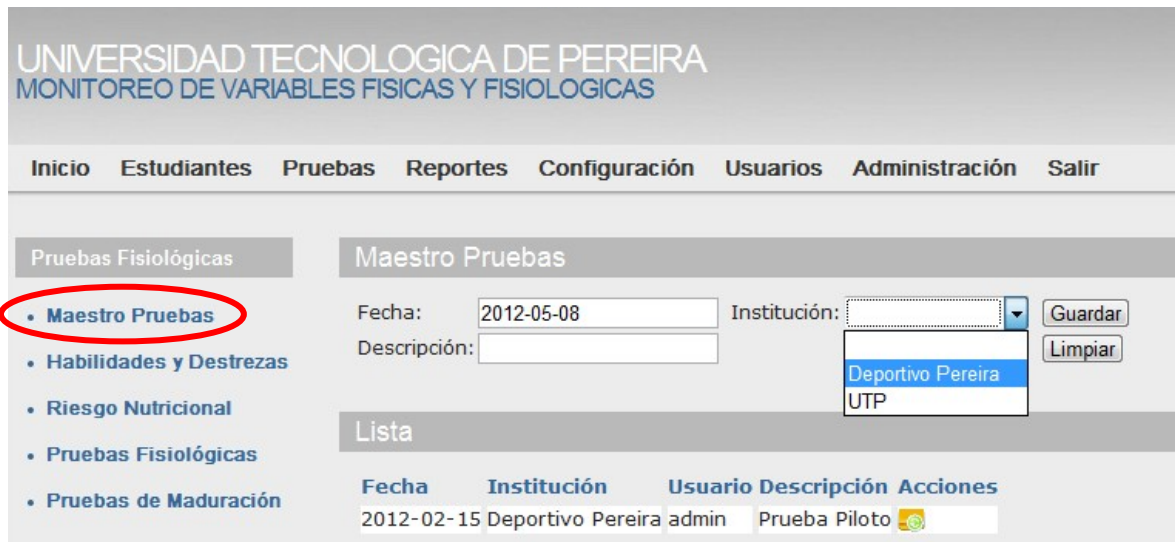 UNIVERSIDAD TECNOLOGICA DE PEREIRA
MONITOREO DE VARIABLES FISICAS Y FISIOLOGICAS
Inicio Estudiantes Pruebas Reportes Configuración Usuarios Administración Salir
Pruebas Fisiológicas
• Maestro Pruebas
• Habilidades y Destrezas
• Riesgo Nutricional
• Pruebas Fisiológicas
• Pruebas de Maduración
Maestro Pruebas
Fecha: 2012-05-08 Institución: Guardar
Descripción: Limpiar
Deportivo Pereira
UTP
Lista
Fecha Institución Usuario Descripción Acciones
2012-02-15 Deportivo Pereira admin Prueba Piloto